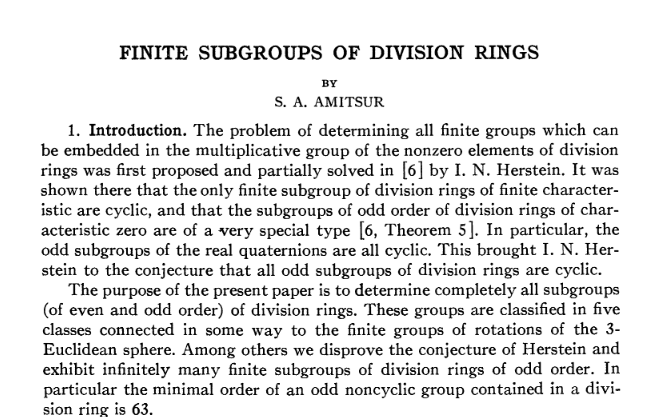 FINITE SUBGROUPS OF DIVISION RINGS
BY
S. A. AMITSUR
1. Introduction. The problem of determining all finite groups which can
be embedded in the multiplicative group of the nonzero elements of division
rings was first proposed and partially solved in [6] by I. N. Herstein. It was
shown there that the only finite subgroup of division rings of finite character-
istic are cyclic, and that the subgroups of odd order of division rings of char-
acteristic zero are of a very special type [6, Theorem 5]. In particular, the
odd subgroups of the real quaternions are all cyclic. This brought I. N. Her-
stein to the conjecture that all odd subgroups of division rings are cyclic.
The purpose of the present paper is to determine completely all subgroups
(of even and odd order) of division rings. These groups are classified in five
classes connected in some way to the finite groups of rotations of the 3-
Euclidean sphere. Among others we disprove the conjecture of Herstein and
exhibit infinitely many finite subgroups of division rings of odd order. In
particular the minimal order of an odd noncyclic group contained in a divi-
sion ring is 63.